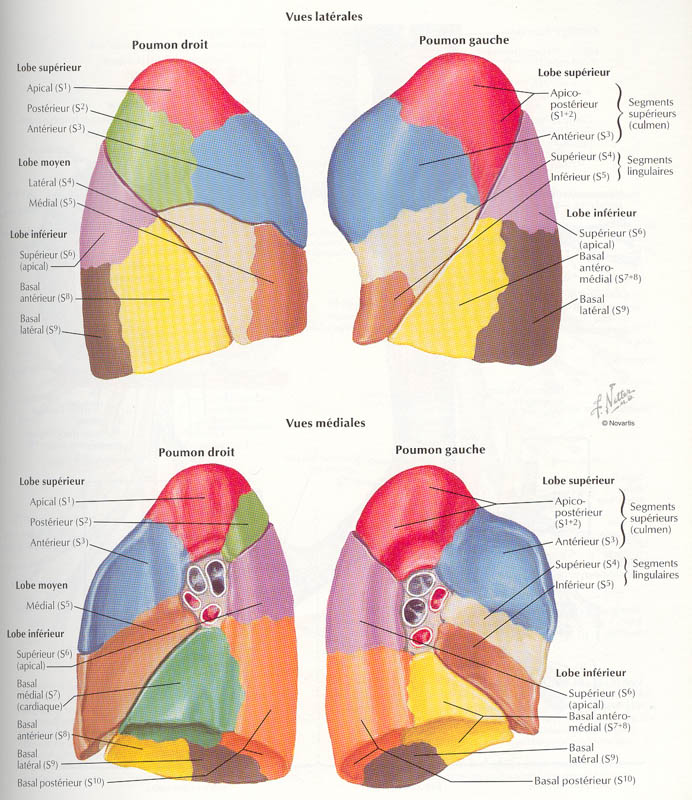 Vues latérales
Poumon droit
Lobe supérieur
Apical (S1)
Postérieur (S2)
Antérieur (S3)
Lobe moyen
Latéral (S4)
Médial (S5)
Lobe inférieur
Supérieur (S6)
(apical)
Basal
antérieur (S8)
Basal
latéral (S9)
Poumon gauche
Lobe supérieur
Apico-
postérieur
(S1+2)
Antérieur (S3)
Segments
supérieurs
(culmen)
Supérieur (S4)
Inférieur (S5)
Segments
lingulaires
Lobe inférieur
Supérieur (S6)
(apical)
Basal
antéro-
médial (S7+8)
Basal
latéral (S9)
F. Netter
M.D.
© Novartis
Vues médiales
Poumon droit
Lobe supérieur
Apical (S1)
Postérieur (S2)
Antérieur (S3)
Lobe moyen
Médial (S5)
Lobe inférieur
Supérieur (S6)
(apical)
Basal
médial (S7)
(cardiaque)
Basal
antérieur (S8)
Basal
latéral (S9)
Basal postérieur (S10)
Poumon gauche
Lobe supérieur
Apico-
postérieur
(S1+2)
Antérieur (S3)
Segments
supérieurs
(culmen)
Supérieur (S4)
Inférieur (S5)
Segments
lingulaires
Lobe inférieur
Supérieur (S6)
(apical)
Basal antéro-
médial (S7+8)
Basal
latéral (S9)
Basal postérieur (S10)